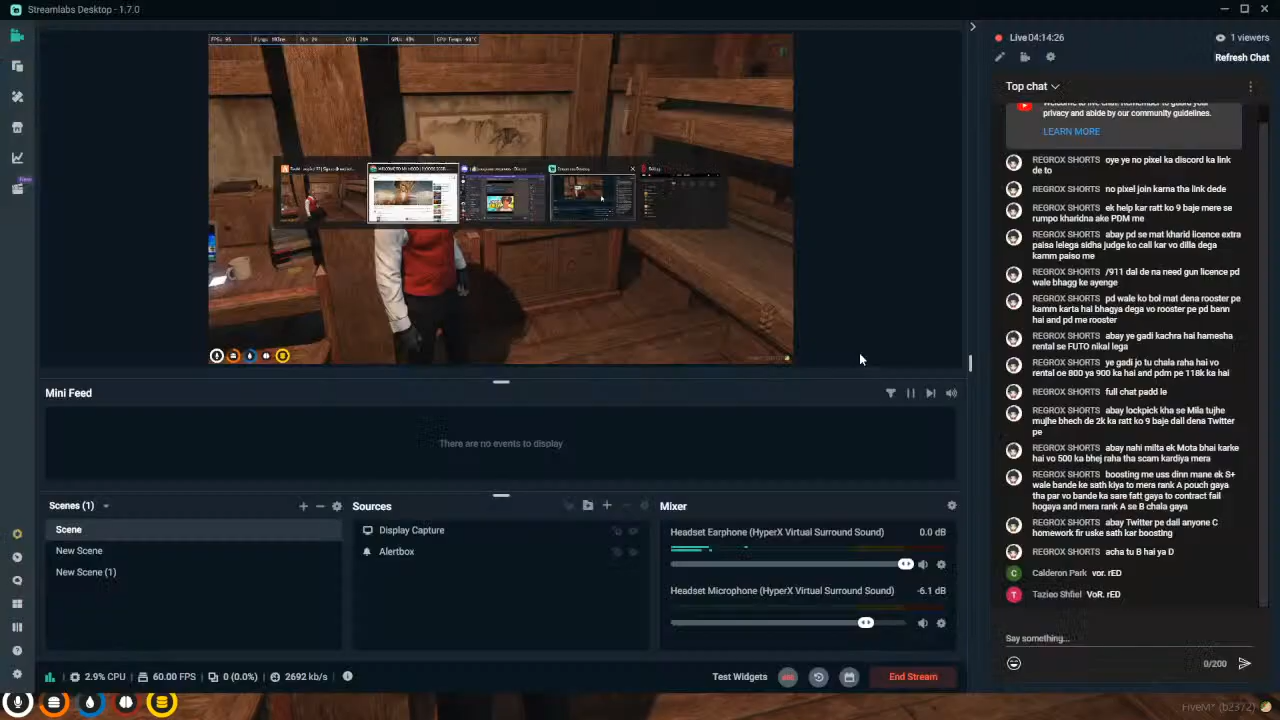 Streamlabs Desktop - 1.7.0
Live 04:14:26
1 viewers
Refresh Chat
Top chat
privacy and abide by our community guidelines.
LEARN MORE
REGROX SHORTS oye ye no pixel ka discord ka link
de to
REGROX SHORTS no pixel join karna tha link dede
REGROX SHORTS ek help kar ratt ko 9 baje mere se
rumpo kharidna ake PDM me
REGROX SHORTS abay pd se mat kharid licence extra
paisa lelega sidha judge ko call kar vo dilla dega
kamm paiso me
REGROX SHORTS /911 dal de na need gun licence pd
wale bhagg ke ayenge
REGROX SHORTS pd wale ko bol mat dena rooster pe
kamm karta hai bhagya dega vo rooster pe pd bann
hai and pd me rooster
REGROX SHORTS abay ye gadi kachra hai hamesha
rental se FUTO nikal lega
REGROX SHORTS ye gadi jo tu chala raha hai vo
rental oe 800 ya 900 ka hai and pdm pe 118k ka hai
REGROX SHORTS full chat padd le
REGROX SHORTS abay lockpick kha se Mila tujhe
mujhe bhech de 2k ka ratt ko 9 baje dall dena Twitter
pe
REGROX SHORTS abay nahi milta ek Mota bhai karke
hai vo 500 ka bhej raha tha scam kardiya mera
REGROX SHORTS boosting me uss dinn mane ek S+
wale bande ke sath kiya to mera rank A pouch gaya
tha par vo bande ka sare fatt gaya to contract fail
hogaya and mera rank A se B chala gaya
REGROX SHORTS abay Twitter pe dall anyone C
homework fir uske sath kar boosting
REGROX SHORTS acha tu B hai ya D
C Calderon Park vor. rED
T Tazieo Shfiel VoR. rED
Say something...
0/200
Mini Feed
There are no events to display
Scenes (1)
Scene
New Scene
New Scene (1)
Sources
Display Capture
Alertbox
Mixer
Headset Earphone (HyperX Virtual Surround Sound) 0.0 dB
Headset Microphone (HyperX Virtual Surround Sound) -6.1 dB
2.9% CPU 60.00 FPS 0 (0.0%) 2692 kb/s
Test Widgets
End Stream
FiveM* (b2372)